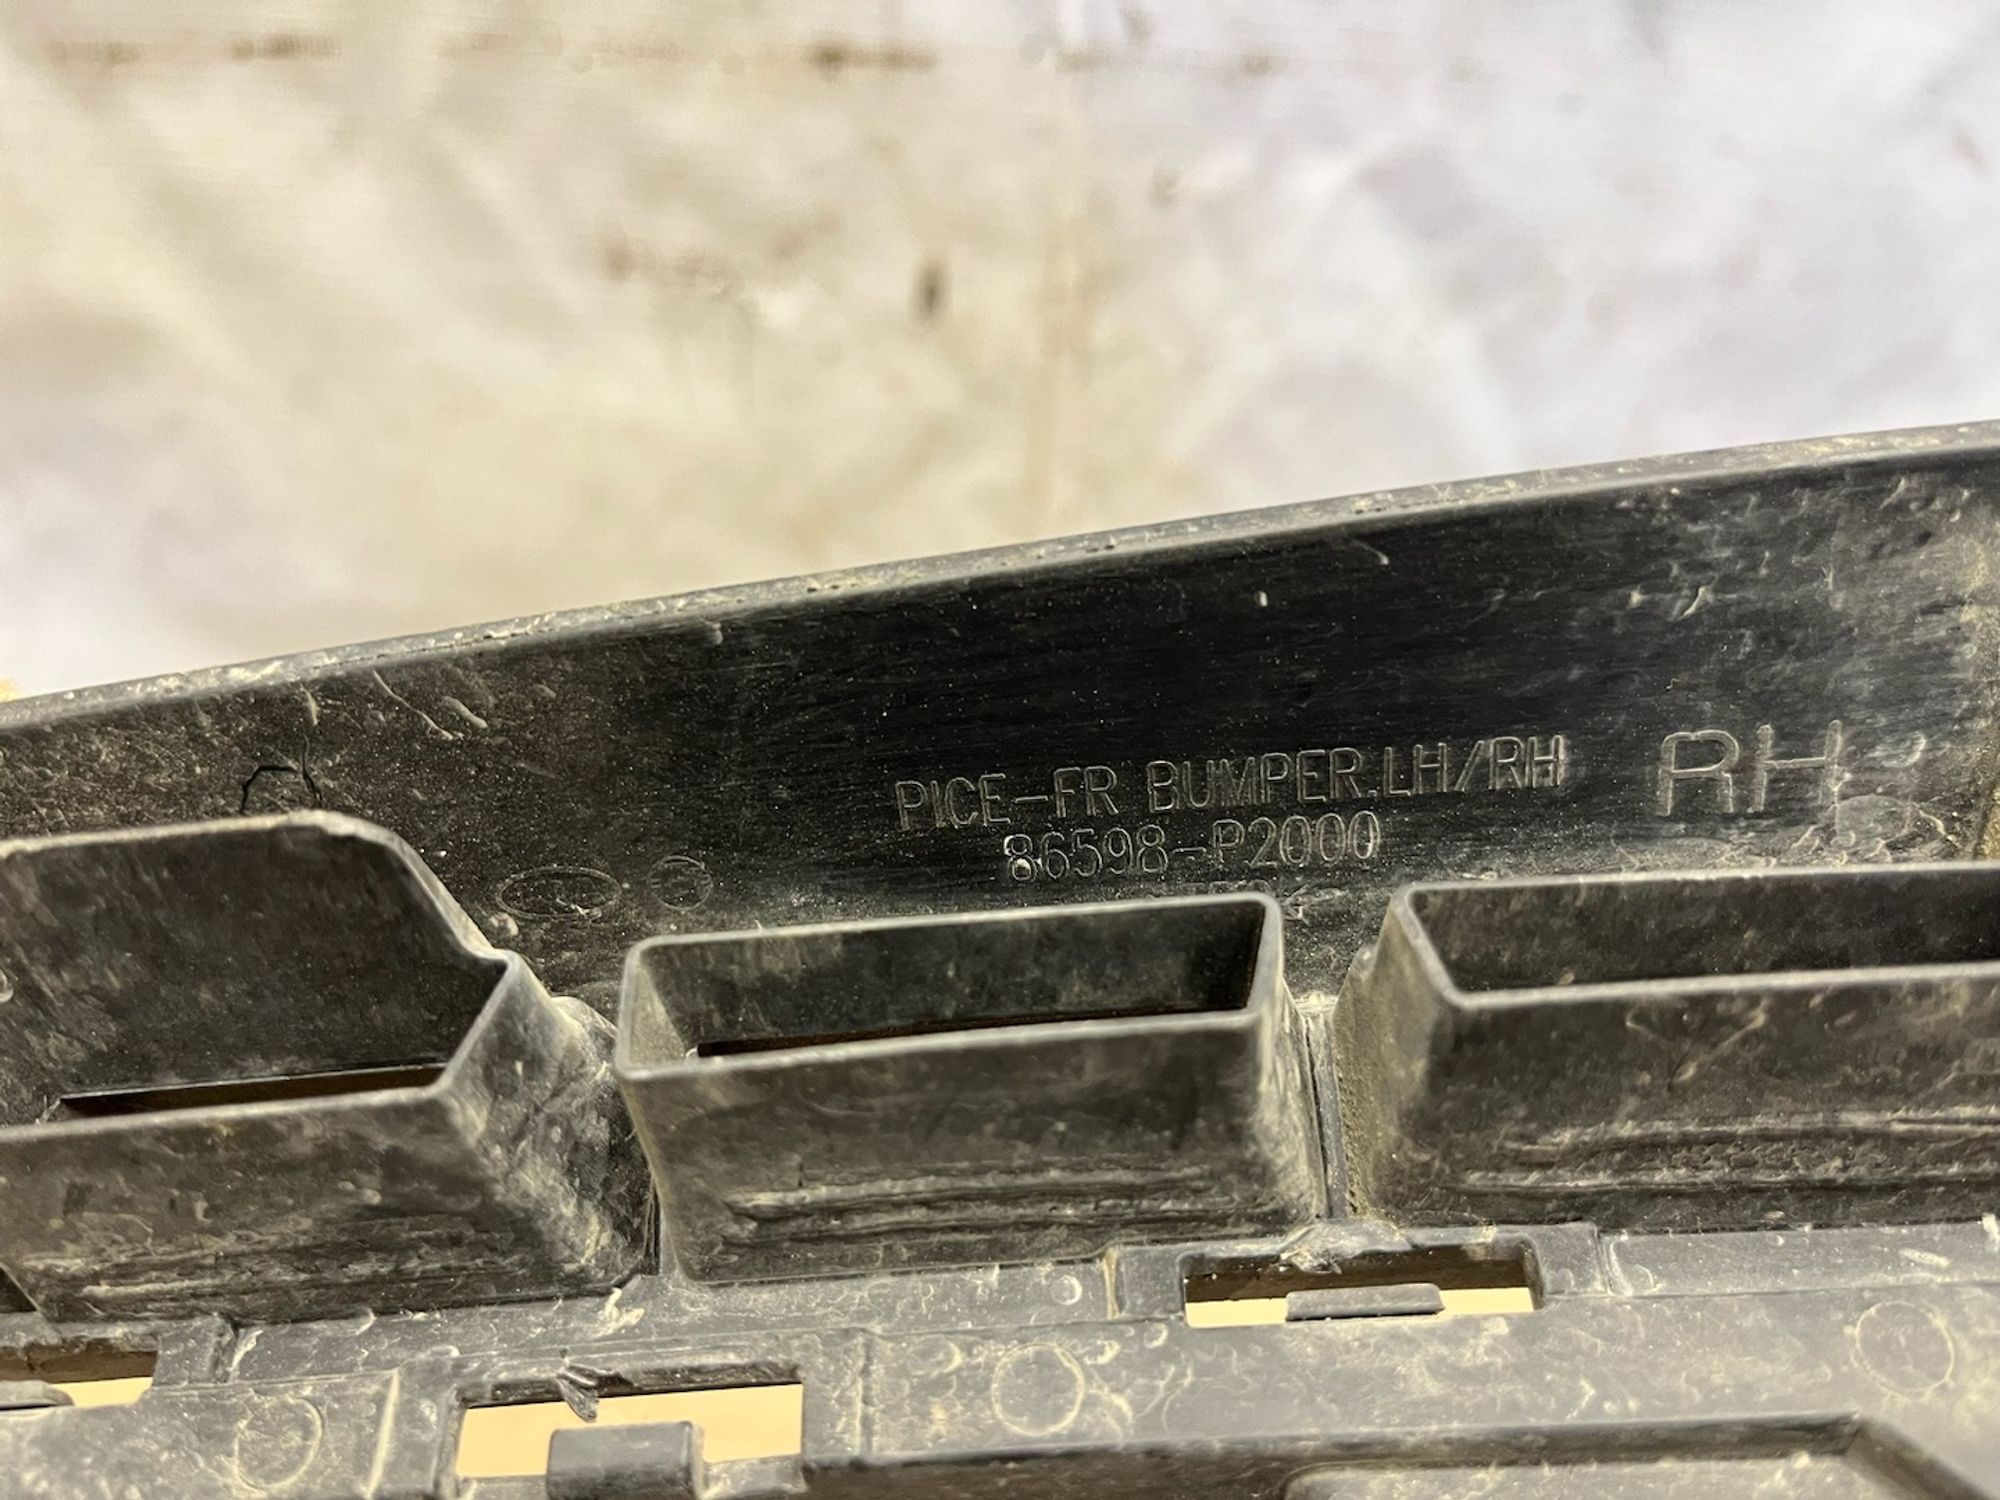 PICE-FR BUMPER.LH/RH
RH
86598-P2000